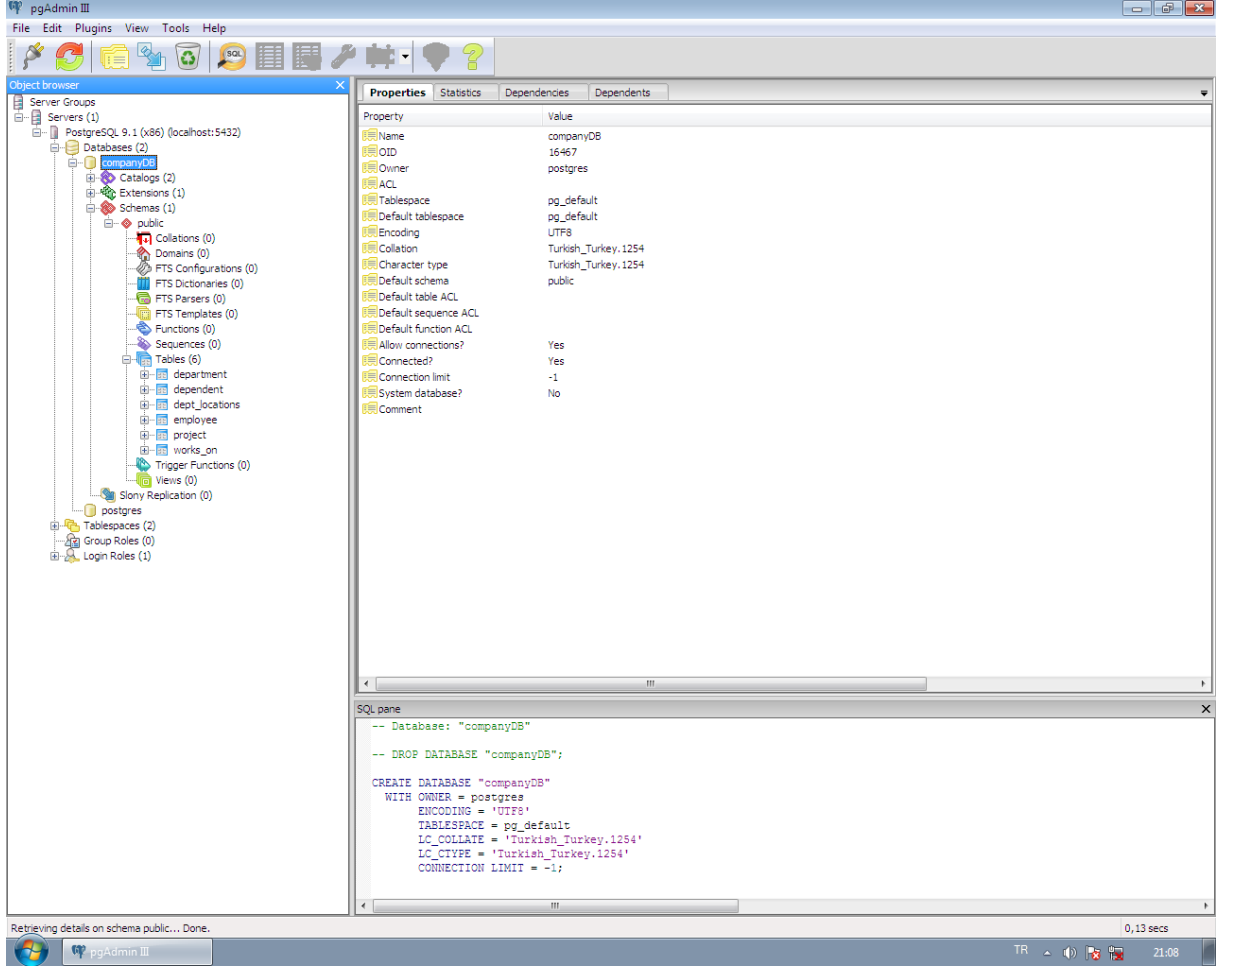 pgAdmin III
File Edit Plugins View Tools Help
SQL
Object browser
Server Groups
Servers (1)
PostgreSQL 9.1 (x86) (localhost:5432)
Databases (2)
companyDB
Catalogs (2)
Extensions (1)
Schemas (1)
public
Collations (0)
Domains (0)
FTS Configurations (0)
FTS Dictionaries (0)
FTS Parsers (0)
FTS Templates (0)
Functions (0)
Sequences (0)
Tables (6)
department
dependent
dept_locations
employee
project
works_on
Trigger Functions (0)
Views (0)
Slony Replication (0)
postgres
Tablespaces (2)
Group Roles (0)
Login Roles (1)
Properties Statistics Dependencies Dependents
Property Value
Name companyDB
OID 16467
Owner postgres
ACL
Tablespace pg_default
Default tablespace pg_default
Encoding UTF8
Collation Turkish_Turkey.1254
Character type Turkish_Turkey.1254
Default schema public
Default table ACL
Default sequence ACL
Default function ACL
Allow connections? Yes
Connected? Yes
Connection limit -1
System database? No
Comment
SQL pane
-- Database: "companyDB"
-- DROP DATABASE "companyDB";
CREATE DATABASE "companyDB"
WITH OWNER = postgres
ENCODING = 'UTF8'
TABLESPACE = pg_default
LC_COLLATE = 'Turkish_Turkey.1254'
LC_CTYPE = 'Turkish_Turkey.1254'
CONNECTION LIMIT = -1;
Retrieving details on schema public... Done. 0,13 secs
pgAdmin III TR 21:08